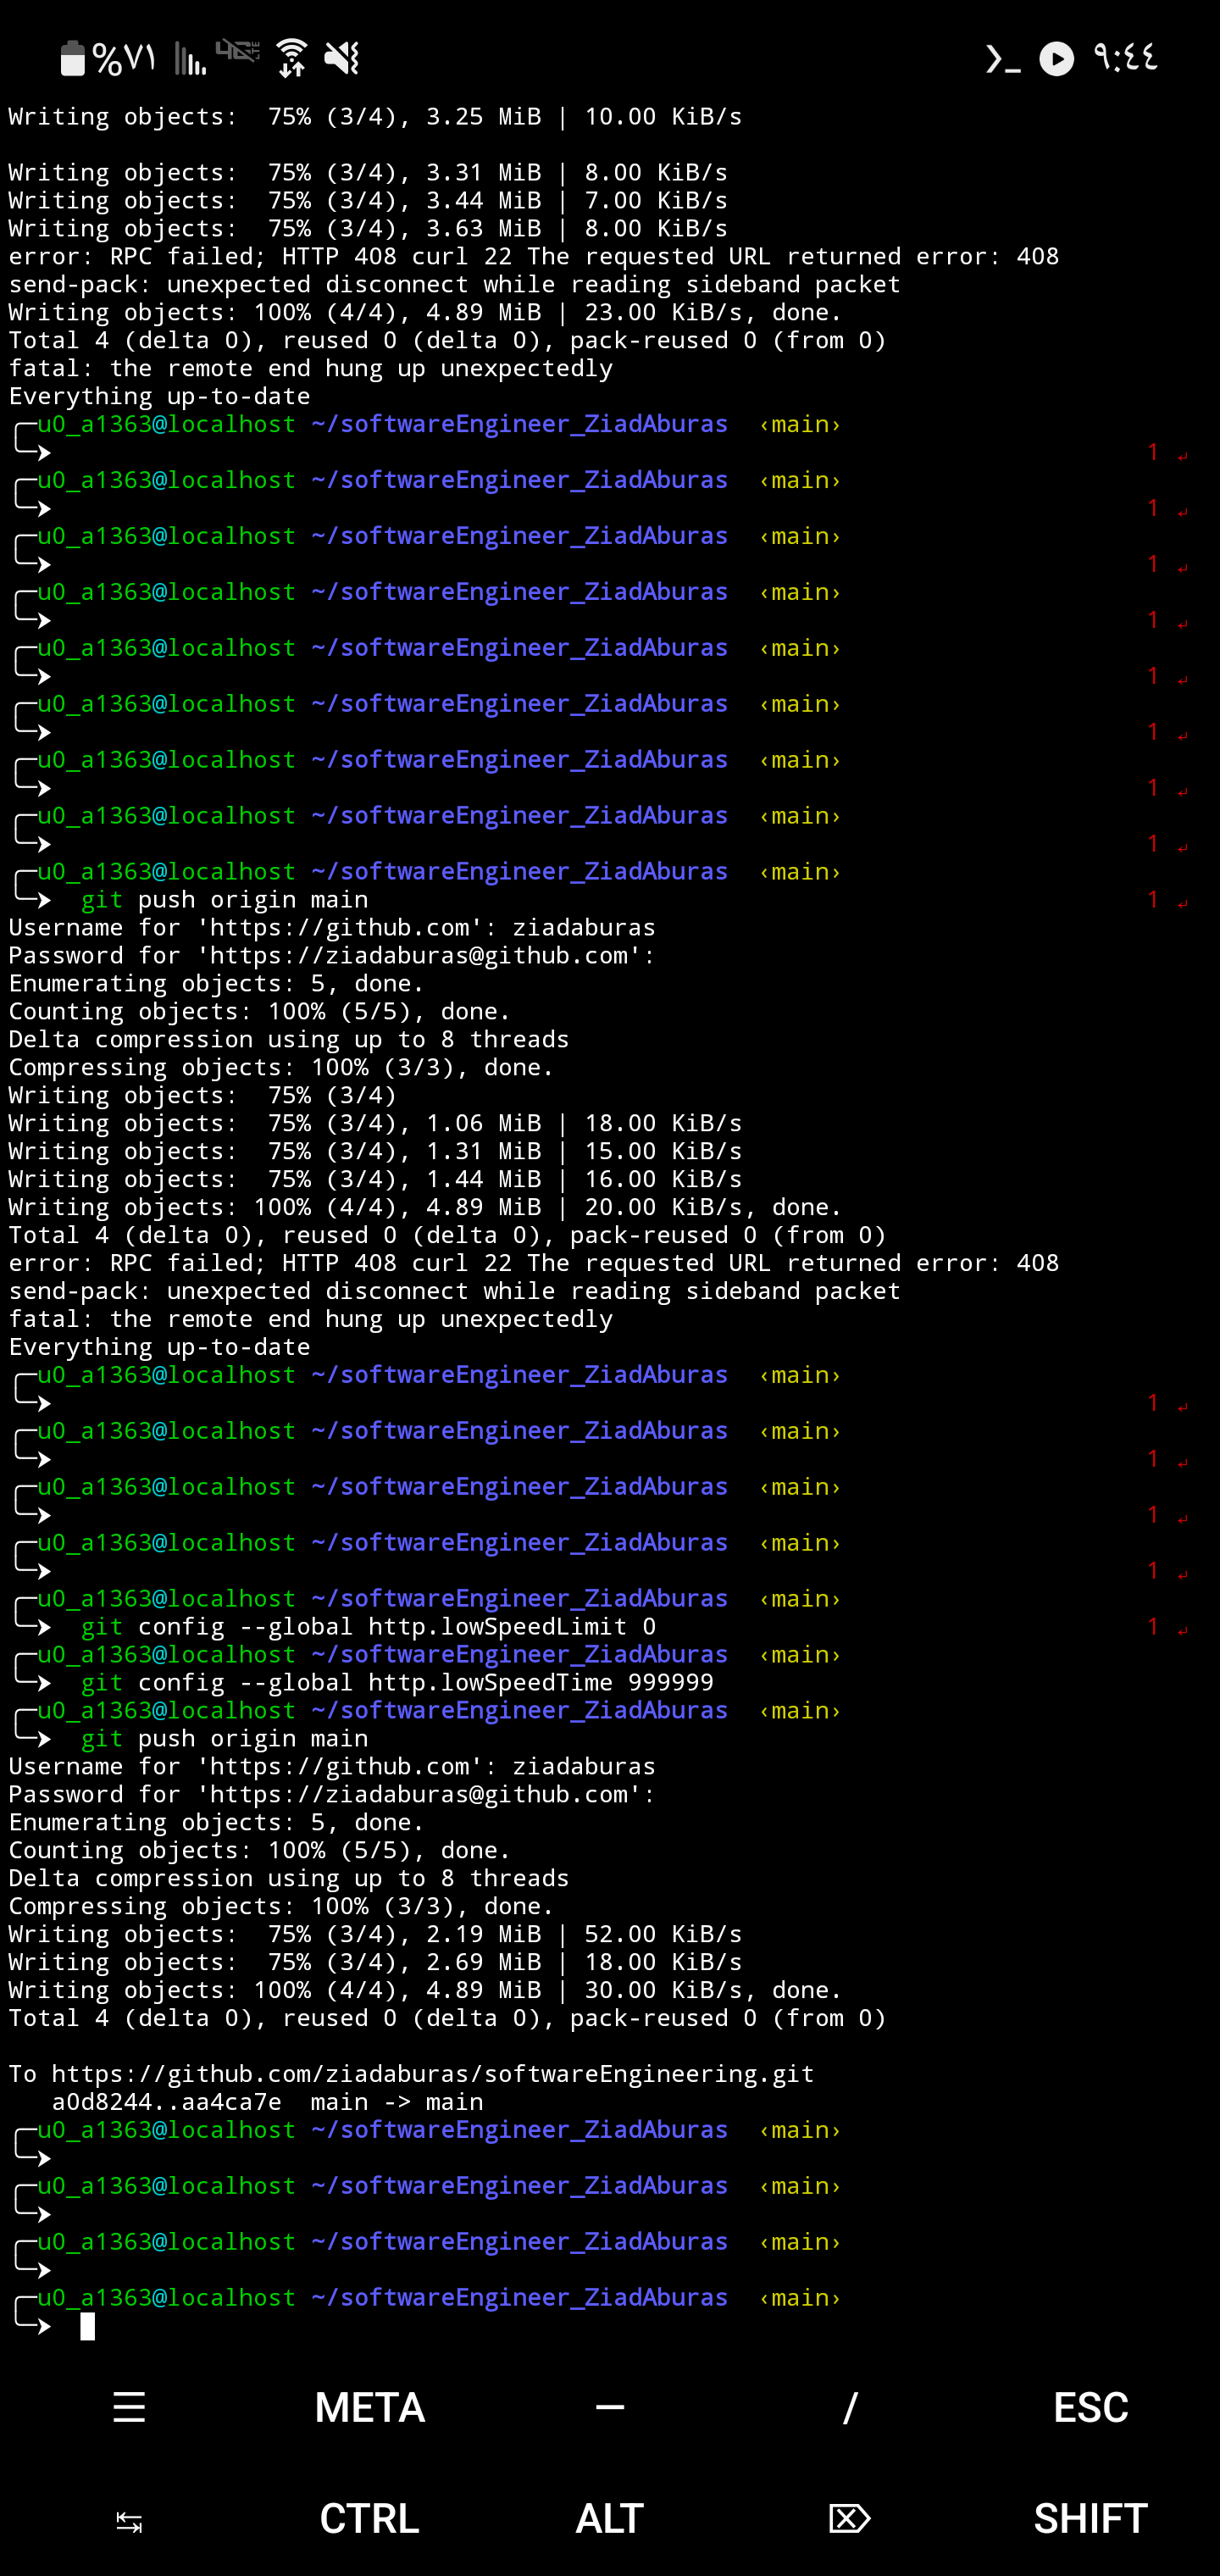 %٧١ 4G LTE ٩:٤٤
Writing objects:  75% (3/4), 3.25 MiB | 10.00 KiB/s
Writing objects:  75% (3/4), 3.31 MiB | 8.00 KiB/s
Writing objects:  75% (3/4), 3.44 MiB | 7.00 KiB/s
Writing objects:  75% (3/4), 3.63 MiB | 8.00 KiB/s
error: RPC failed; HTTP 408 curl 22 The requested URL returned error: 408
send-pack: unexpected disconnect while reading sideband packet
Writing objects: 100% (4/4), 4.89 MiB | 23.00 KiB/s, done.
Total 4 (delta 0), reused 0 (delta 0), pack-reused 0 (from 0)
fatal: the remote end hung up unexpectedly
Everything up-to-date
╭─u0_a1363@localhost ~/softwareEngineer_ZiadAburas  ‹main›
╰─➤ 1 ↵
╭─u0_a1363@localhost ~/softwareEngineer_ZiadAburas  ‹main›
╰─➤ 1 ↵
╭─u0_a1363@localhost ~/softwareEngineer_ZiadAburas  ‹main›
╰─➤ 1 ↵
╭─u0_a1363@localhost ~/softwareEngineer_ZiadAburas  ‹main›
╰─➤ 1 ↵
╭─u0_a1363@localhost ~/softwareEngineer_ZiadAburas  ‹main›
╰─➤ 1 ↵
╭─u0_a1363@localhost ~/softwareEngineer_ZiadAburas  ‹main›
╰─➤ 1 ↵
╭─u0_a1363@localhost ~/softwareEngineer_ZiadAburas  ‹main›
╰─➤ 1 ↵
╭─u0_a1363@localhost ~/softwareEngineer_ZiadAburas  ‹main›
╰─➤ 1 ↵
╭─u0_a1363@localhost ~/softwareEngineer_ZiadAburas  ‹main›
╰─➤  git push origin main 1 ↵
Username for 'https://github.com': ziadaburas
Password for 'https://ziadaburas@github.com':
Enumerating objects: 5, done.
Counting objects: 100% (5/5), done.
Delta compression using up to 8 threads
Compressing objects: 100% (3/3), done.
Writing objects:  75% (3/4)
Writing objects:  75% (3/4), 1.06 MiB | 18.00 KiB/s
Writing objects:  75% (3/4), 1.31 MiB | 15.00 KiB/s
Writing objects:  75% (3/4), 1.44 MiB | 16.00 KiB/s
Writing objects: 100% (4/4), 4.89 MiB | 20.00 KiB/s, done.
Total 4 (delta 0), reused 0 (delta 0), pack-reused 0 (from 0)
error: RPC failed; HTTP 408 curl 22 The requested URL returned error: 408
send-pack: unexpected disconnect while reading sideband packet
fatal: the remote end hung up unexpectedly
Everything up-to-date
╭─u0_a1363@localhost ~/softwareEngineer_ZiadAburas  ‹main›
╰─➤ 1 ↵
╭─u0_a1363@localhost ~/softwareEngineer_ZiadAburas  ‹main›
╰─➤ 1 ↵
╭─u0_a1363@localhost ~/softwareEngineer_ZiadAburas  ‹main›
╰─➤ 1 ↵
╭─u0_a1363@localhost ~/softwareEngineer_ZiadAburas  ‹main›
╰─➤ 1 ↵
╭─u0_a1363@localhost ~/softwareEngineer_ZiadAburas  ‹main›
╰─➤  git config --global http.lowSpeedLimit 0 1 ↵
╭─u0_a1363@localhost ~/softwareEngineer_ZiadAburas  ‹main›
╰─➤  git config --global http.lowSpeedTime 999999
╭─u0_a1363@localhost ~/softwareEngineer_ZiadAburas  ‹main›
╰─➤  git push origin main
Username for 'https://github.com': ziadaburas
Password for 'https://ziadaburas@github.com':
Enumerating objects: 5, done.
Counting objects: 100% (5/5), done.
Delta compression using up to 8 threads
Compressing objects: 100% (3/3), done.
Writing objects:  75% (3/4), 2.19 MiB | 52.00 KiB/s
Writing objects:  75% (3/4), 2.69 MiB | 18.00 KiB/s
Writing objects: 100% (4/4), 4.89 MiB | 30.00 KiB/s, done.
Total 4 (delta 0), reused 0 (delta 0), pack-reused 0 (from 0)
To https://github.com/ziadaburas/softwareEngineering.git
   a0d8244..aa4ca7e  main -> main
╭─u0_a1363@localhost ~/softwareEngineer_ZiadAburas  ‹main›
╰─➤
╭─u0_a1363@localhost ~/softwareEngineer_ZiadAburas  ‹main›
╰─➤
╭─u0_a1363@localhost ~/softwareEngineer_ZiadAburas  ‹main›
╰─➤
╭─u0_a1363@localhost ~/softwareEngineer_ZiadAburas  ‹main›
╰─➤
☰ META — / ESC
↹ CTRL ALT ⌦ SHIFT